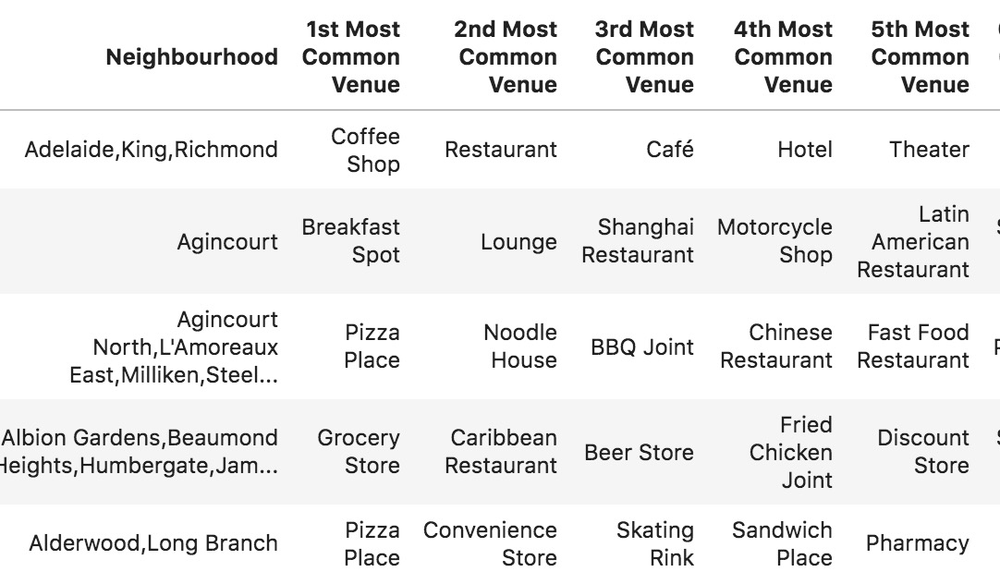 Neighbourhood 1st Most Common Venue 2nd Most Common Venue 3rd Most Common Venue 4th Most Common Venue 5th Most Common Venue
Adelaide,King,Richmond Coffee Shop Restaurant Café Hotel Theater
Agincourt Breakfast Spot Lounge Shanghai Restaurant Motorcycle Shop Latin American Restaurant
Agincourt North,L'Amoreaux East,Milliken,Steel... Pizza Place Noodle House BBQ Joint Chinese Restaurant Fast Food Restaurant
Albion Gardens,Beaumond Heights,Humbergate,Jam... Grocery Store Caribbean Restaurant Beer Store Fried Chicken Joint Discount Store
Alderwood,Long Branch Pizza Place Convenience Store Skating Rink Sandwich Place Pharmacy